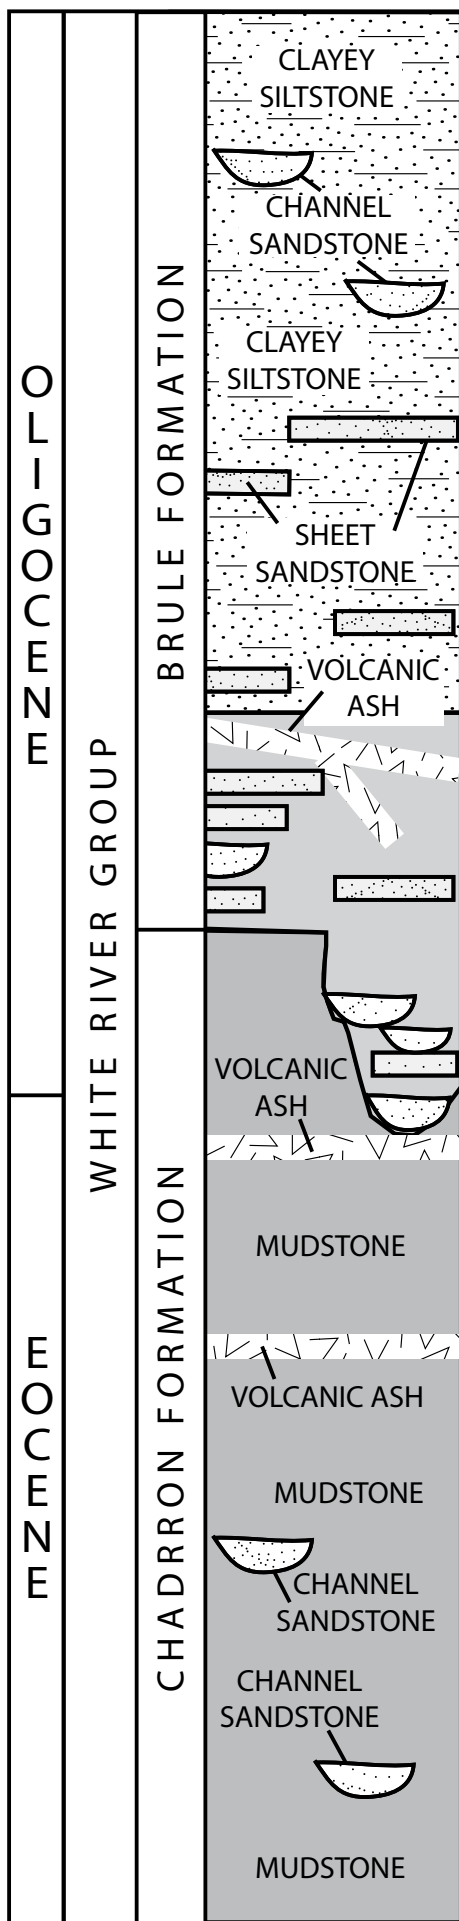 OLIGOCENE
EOCENE
WHITE RIVER GROUP
BRULE FORMATION
CHADRRON FORMATION
CLAYEY
SILTSTONE
CHANNEL
SANDSTONE
CLAYEY
SILTSTONE
SHEET
SANDSTONE
VOLCANIC
ASH
VOLCANIC
ASH
MUDSTONE
VOLCANIC ASH
MUDSTONE
CHANNEL
SANDSTONE
CHANNEL
SANDSTONE
MUDSTONE